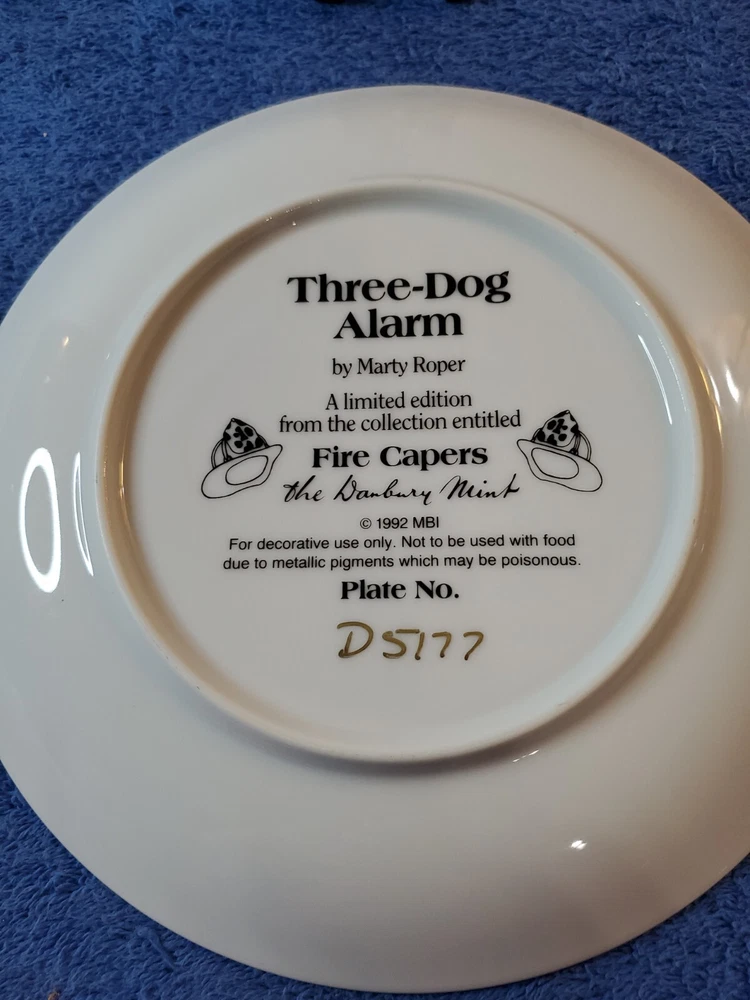 Three-Dog
Alarm
by Marty Roper
A limited edition
from the collection entitled
Fire Capers
the Danbury Mint
© 1992 MBI
For decorative use only. Not to be used with food
due to metallic pigments which may be poisonous.
Plate No.
D5177